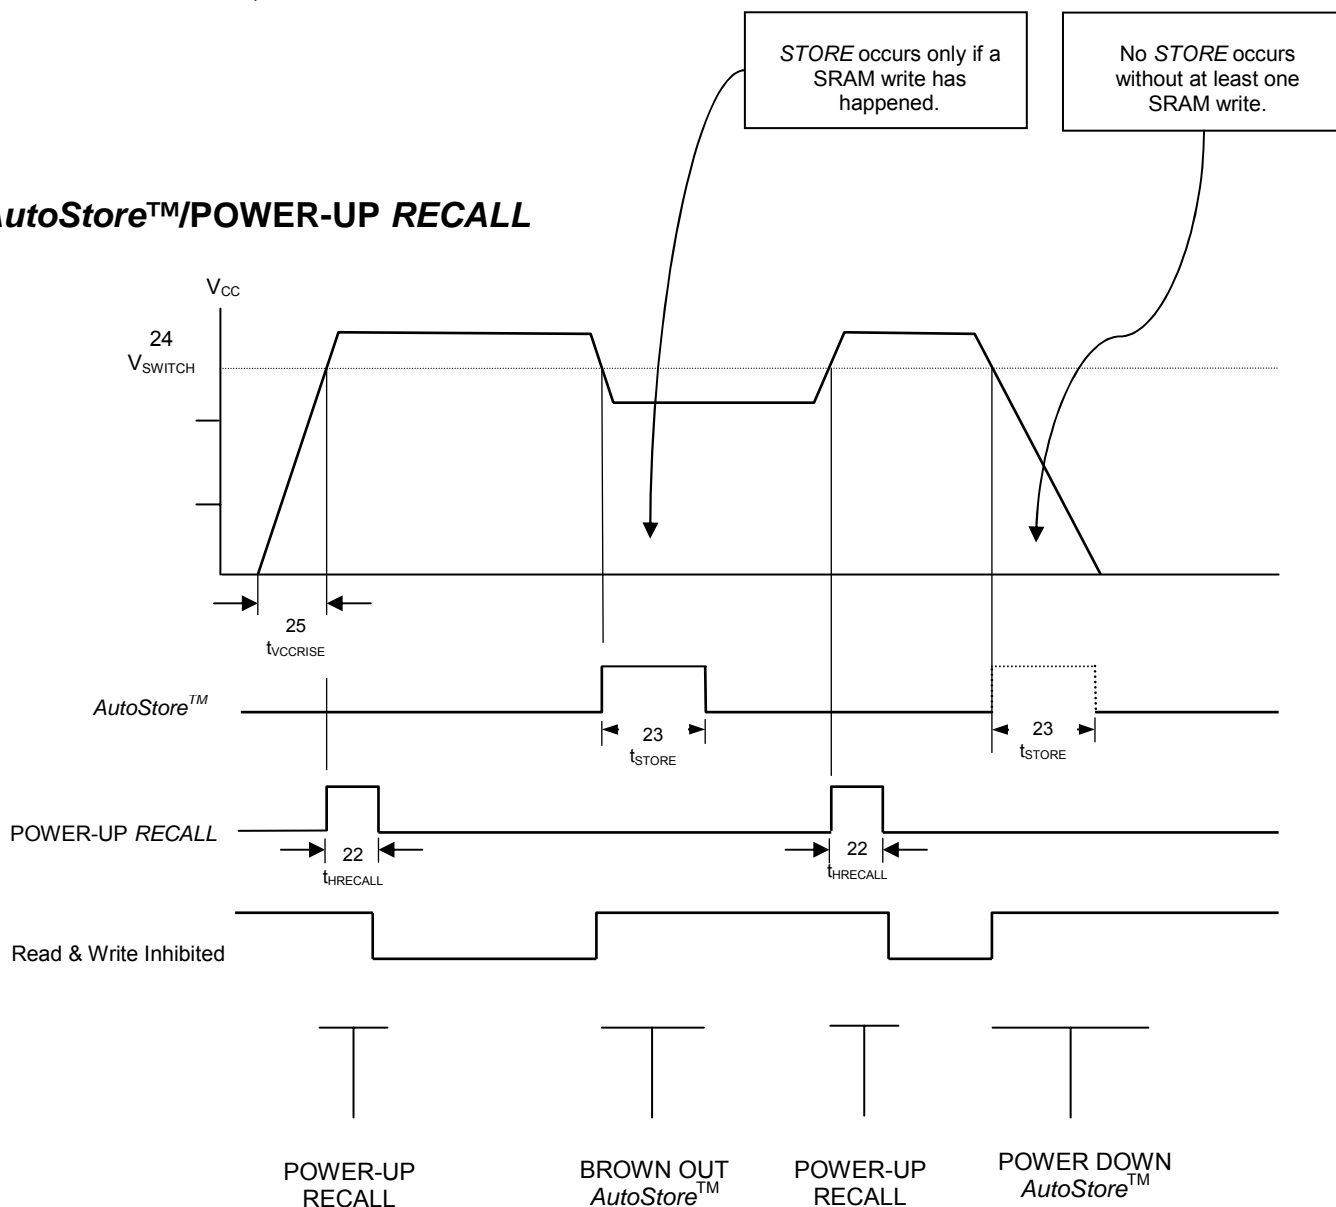 STORE occurs only if a
SRAM write has
happened.
No STORE occurs
without at least one
SRAM write.
AutoStore™/POWER-UP RECALL
VCC
24
VSWITCH
25
tVCCRISE
AutoStoreTM
23
tSTORE
23
tSTORE
POWER-UP RECALL
22
tHRECALL
22
tHRECALL
Read & Write Inhibited
POWER-UP
RECALL
BROWN OUT
AutoStoreTM
POWER-UP
RECALL
POWER DOWN
AutoStoreTM